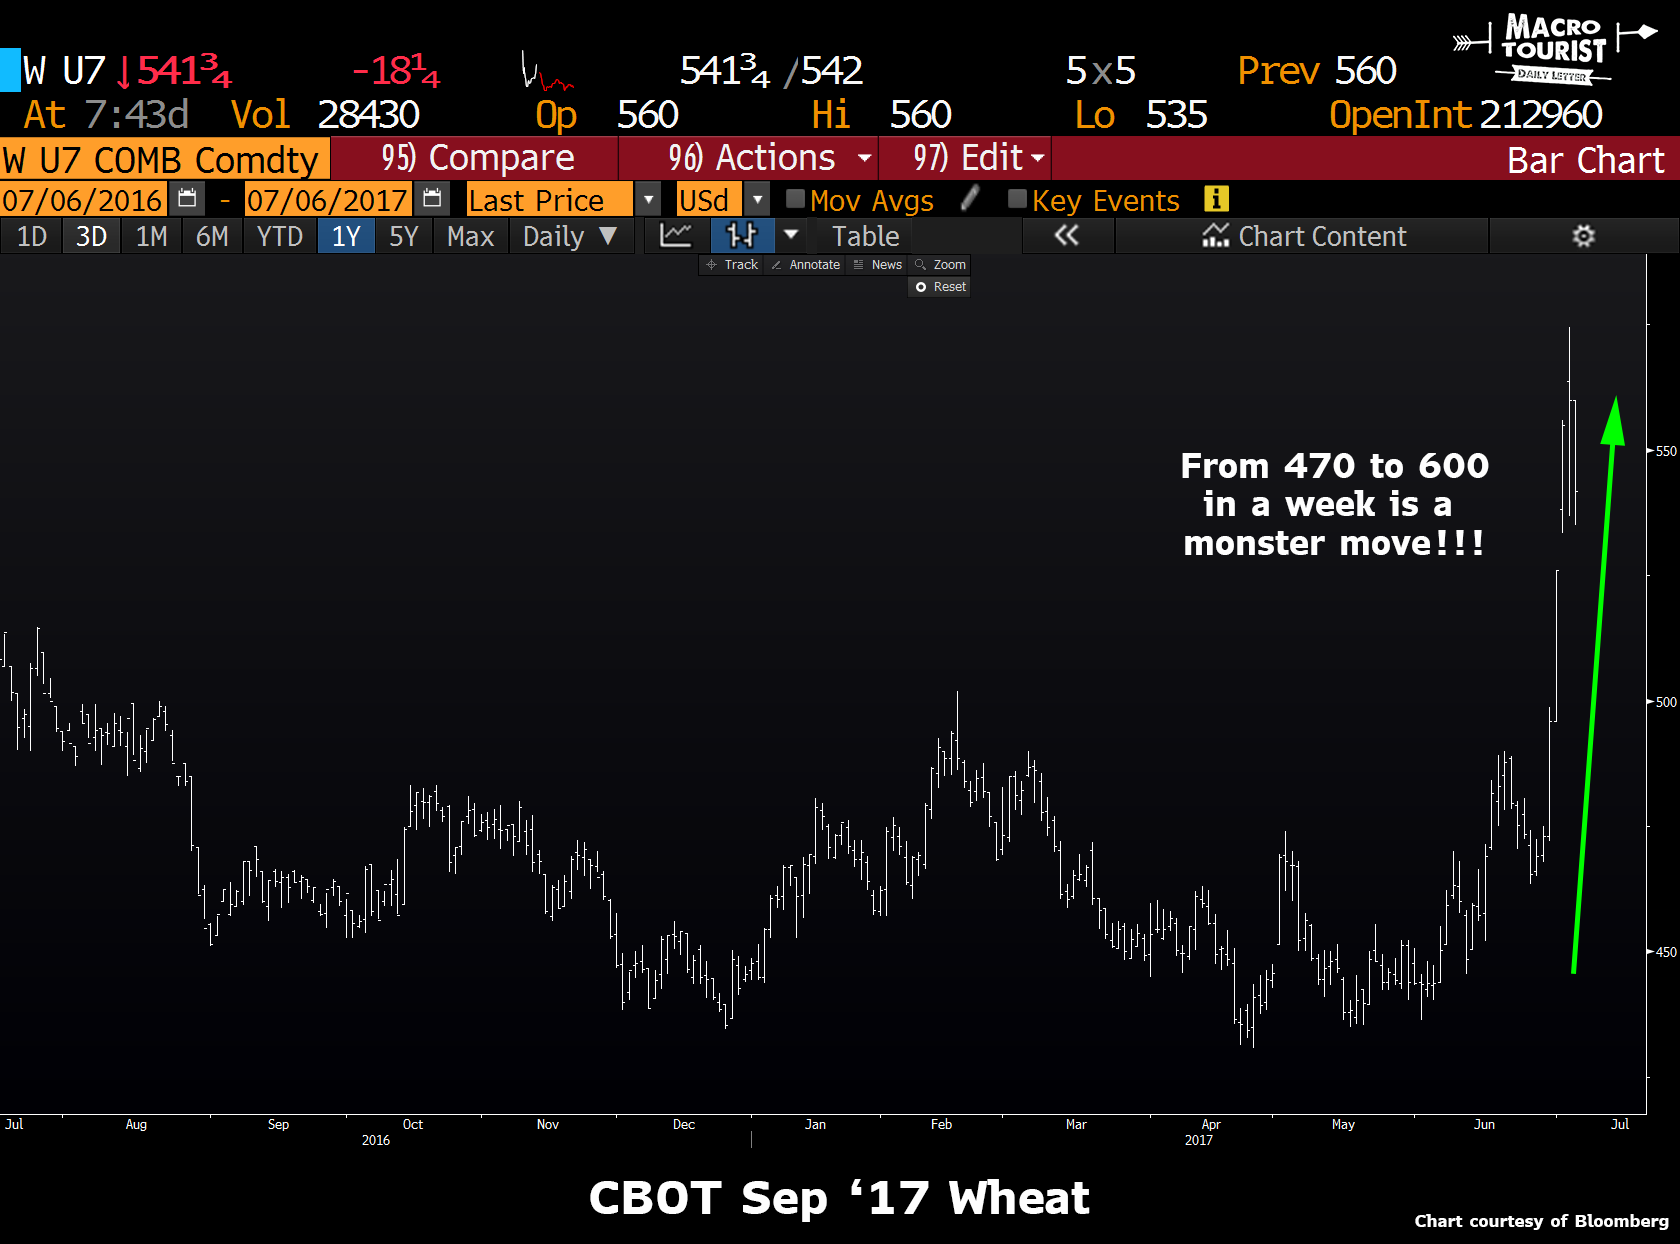 MACRO
TOURIST
DAILY LETTER
W U7 ↓541¾ -18¼ 541¾ /542 5x5 Prev 560
At 7:43d Vol 28430 Op 560 Hi 560 Lo 535 OpenInt 212960
W U7 COMB Comdty 95) Compare 96) Actions 97) Edit Bar Chart
07/06/2016 - 07/06/2017 Last Price USd Mov Avgs Key Events
1D 3D 1M 6M YTD 1Y 5Y Max Daily ▼ Table « Chart Content
Track Annotate News Zoom
Reset
550
From 470 to 600
in a week is a
monster move!!!
500
450
Jul Aug Sep Oct Nov Dec Jan Feb Mar Apr May Jun Jul
2016 2017
CBOT Sep ‘17 Wheat
Chart courtesy of Bloomberg